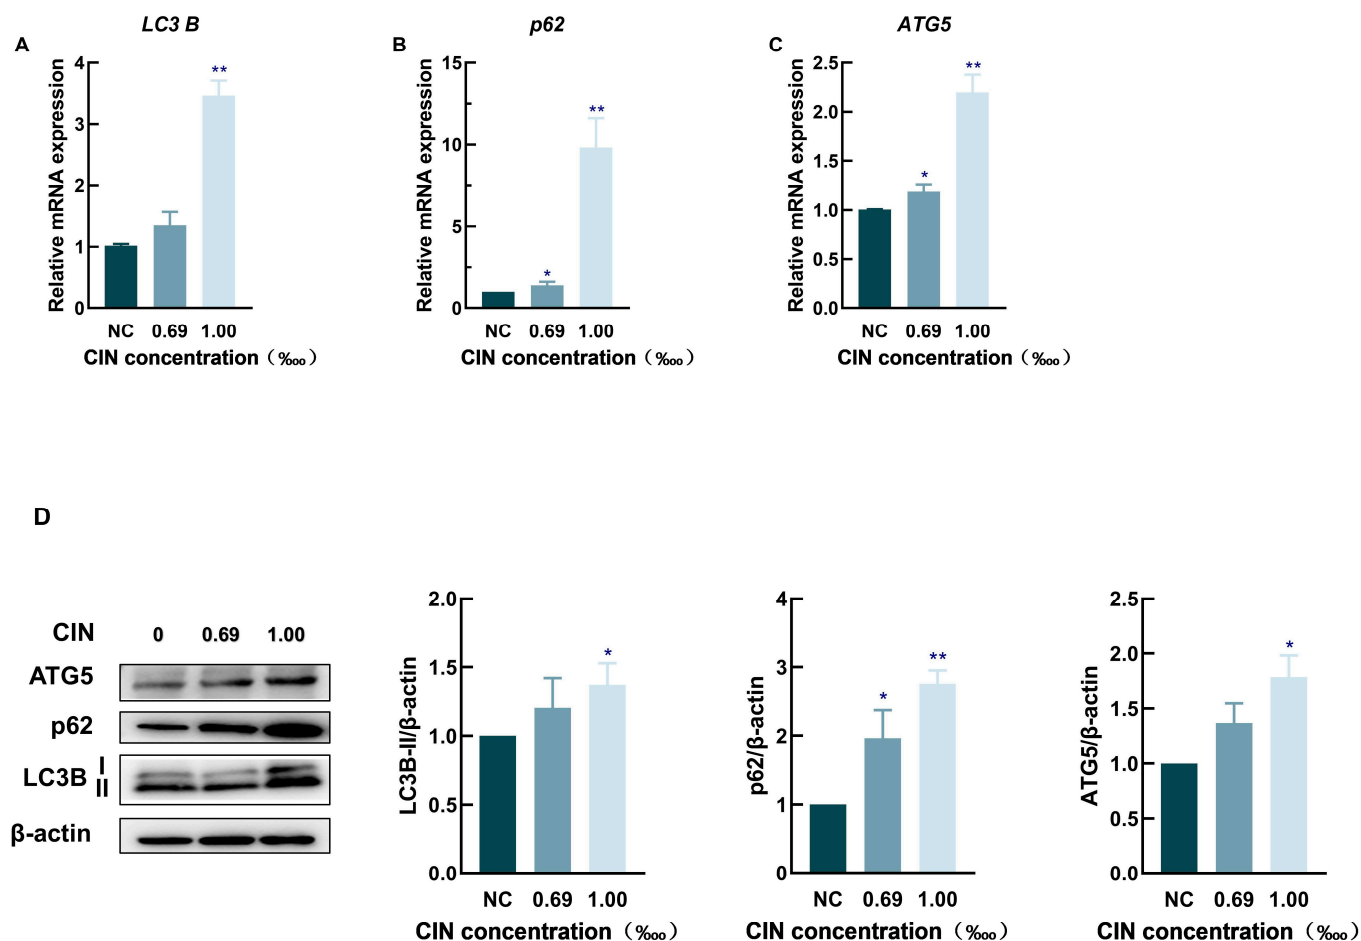 LC3 B
p62
ATG5
A
B
C
Relative mRNA expression
4
3
2
1
0
**
NC 0.69 1.00
CIN concentration（‱）
Relative mRNA expression
15
10
5
0
*
**
NC 0.69 1.00
CIN concentration（‱）
Relative mRNA expression
2.5
2.0
1.5
1.0
0.5
0.0
*
**
NC 0.69 1.00
CIN concentration（‱）
D
CIN 0 0.69 1.00
ATG5
p62
LC3B I
II
β-actin
LC3B-II/β-actin
2.0
1.5
1.0
0.5
0.0
*
NC 0.69 1.00
CIN concentration（‱）
p62/β-actin
4
3
2
1
0
*
**
NC 0.69 1.00
CIN concentration（‱）
ATG5/β-actin
2.5
2.0
1.5
1.0
0.5
0.0
*
NC 0.69 1.00
CIN concentration（‱）